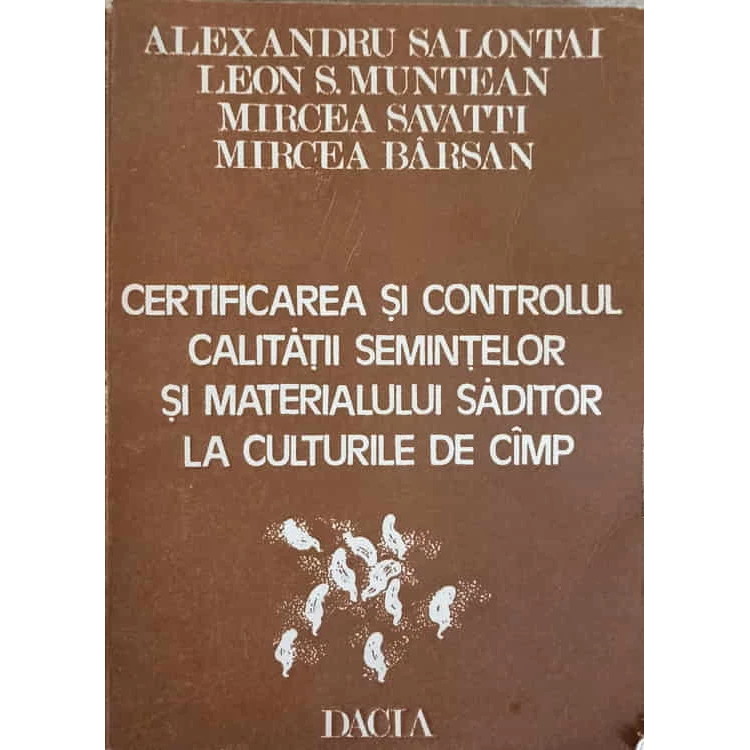 ALEXANDRU SALONTAI
LEON S. MUNTEAN
MIRCEA SAVATTI
MIRCEA BÂRSAN
CERTIFICAREA ȘI CONTROLUL
CALITĂȚII SEMINȚELOR
ȘI MATERIALULUI SĂDITOR
LA CULTURILE DE CÎMP
DACIA